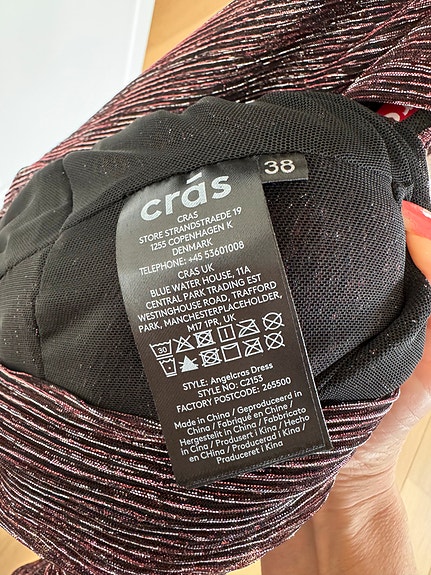 crás
38
CRAS
STORE STRANDSTRAEDE 19
1255 COPENHAGEN K
DENMARK
TELEPHONE: +45 53601008
CRAS UK
BLUE WATER HOUSE, 11A
CENTRAL PARK TRADING EST
WESTINGHOUSE ROAD, TRAFFORD
PARK, MANCHESTERPLACEHOLDER,
M17 1PR, UK
30
STYLE: Angelcras Dress
STYLE NO: C2153
FACTORY POSTCODE: 265500
Made in China / Geproduceerd in
China / Fabriqué en Chine /
Hergestellt in China / Fabbricato
in Cina / Produsert i Kina / Hecho
en China / Producerad i Kina /
Produceret i Kina